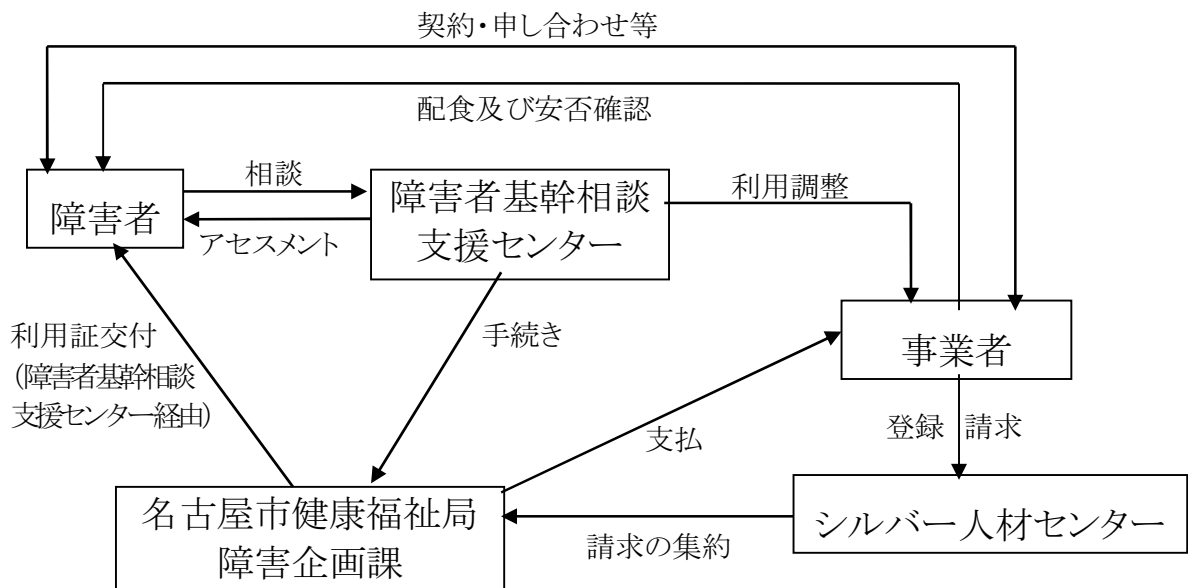 契約・申し合わせ等
配食及び安否確認
相談
障害者基幹相談
支援センター
利用調整
障害者
アセスメント
利用証交付
(障害者基幹相談
支援センター経由)
手続き
事業者
支払
登録
請求
名古屋市健康福祉局
障害企画課
請求の集約
シルバー人材センター